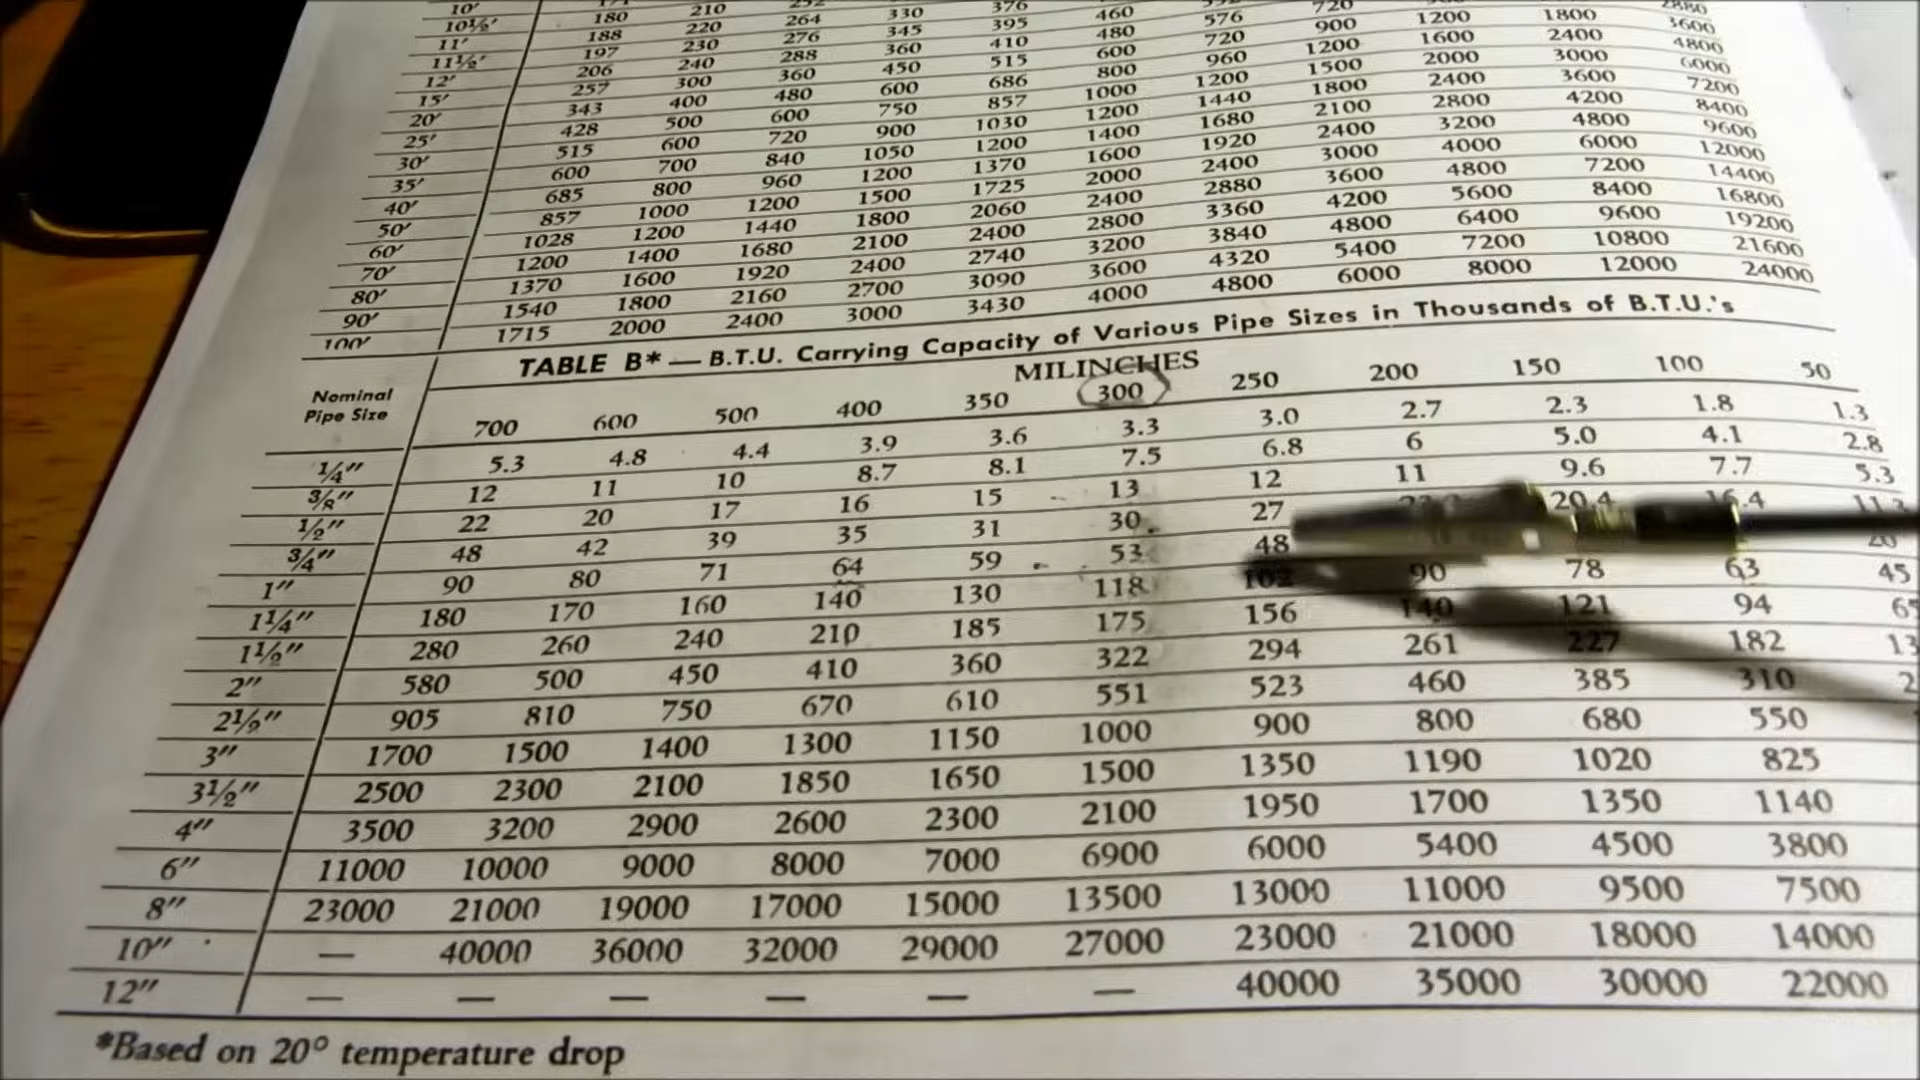 10'
10½' 180 210
11' 188 220 264 330 376
11½' 197 230 276 345 395 460
12' 206 240 288 360 410 480 576 720
15' 257 300 360 450 515 600 720 900 1200 1800 3600
20' 343 400 480 600 686 800 960 1200 1600 2400 4800
25' 428 500 600 750 857 1000 1200 1500 2000 3000 6000
30' 515 600 720 900 1030 1200 1440 1800 2400 3600 7200
35' 600 700 840 1050 1200 1400 1680 2100 2800 4200 8400
40' 685 800 960 1200 1370 1600 1920 2400 3200 4800 9600
50' 857 1000 1200 1500 1725 2000 2400 3000 4000 6000 12000
60' 1028 1200 1440 1800 2060 2400 2880 3600 4800 7200 14400
70' 1200 1400 1680 2100 2400 2800 3360 4200 5600 8400 16800
80' 1370 1600 1920 2400 2740 3200 3840 4800 6400 9600 19200
90' 1540 1800 2160 2700 3090 3600 4320 5400 7200 10800 21600
100' 1715 2000 2400 3000 3430 4000 4800 6000 8000 12000 24000
TABLE B* — B.T.U. Carrying Capacity of Various Pipe Sizes in Thousands of B.T.U.'s
Nominal
Pipe Size
MILINCHES
700 600 500 400 350 300 250 200 150 100 50
¼" 5.3 4.8 4.4 3.9 3.6 3.3 3.0 2.7 2.3 1.8 1.3
⅜" 12 11 10 8.7 8.1 7.5 6.8 6 5.0 4.1 2.8
½" 22 20 17 16 15 13 12 11 9.6 7.7 5.3
¾" 48 42 39 35 31 30 27 20.4 16.4
1" 90 80 71 64 59 53 48
1¼" 180 170 160 140 130 118 102 90 78 63 45
1½" 280 260 240 210 185 175 156 140 121 94
2" 580 500 450 410 360 322 294 261 227 182
2½" 905 810 750 670 610 551 523 460 385 310
3" 1700 1500 1400 1300 1150 1000 900 800 680 550
3½" 2500 2300 2100 1850 1650 1500 1350 1190 1020 825
4" 3500 3200 2900 2600 2300 2100 1950 1700 1350 1140
6" 11000 10000 9000 8000 7000 6900 6000 5400 4500 3800
8" 23000 21000 19000 17000 15000 13500 13000 11000 9500 7500
10" — 40000 36000 32000 29000 27000 23000 21000 18000 14000
12" — — — — — — 40000 35000 30000 22000
*Based on 20° temperature drop